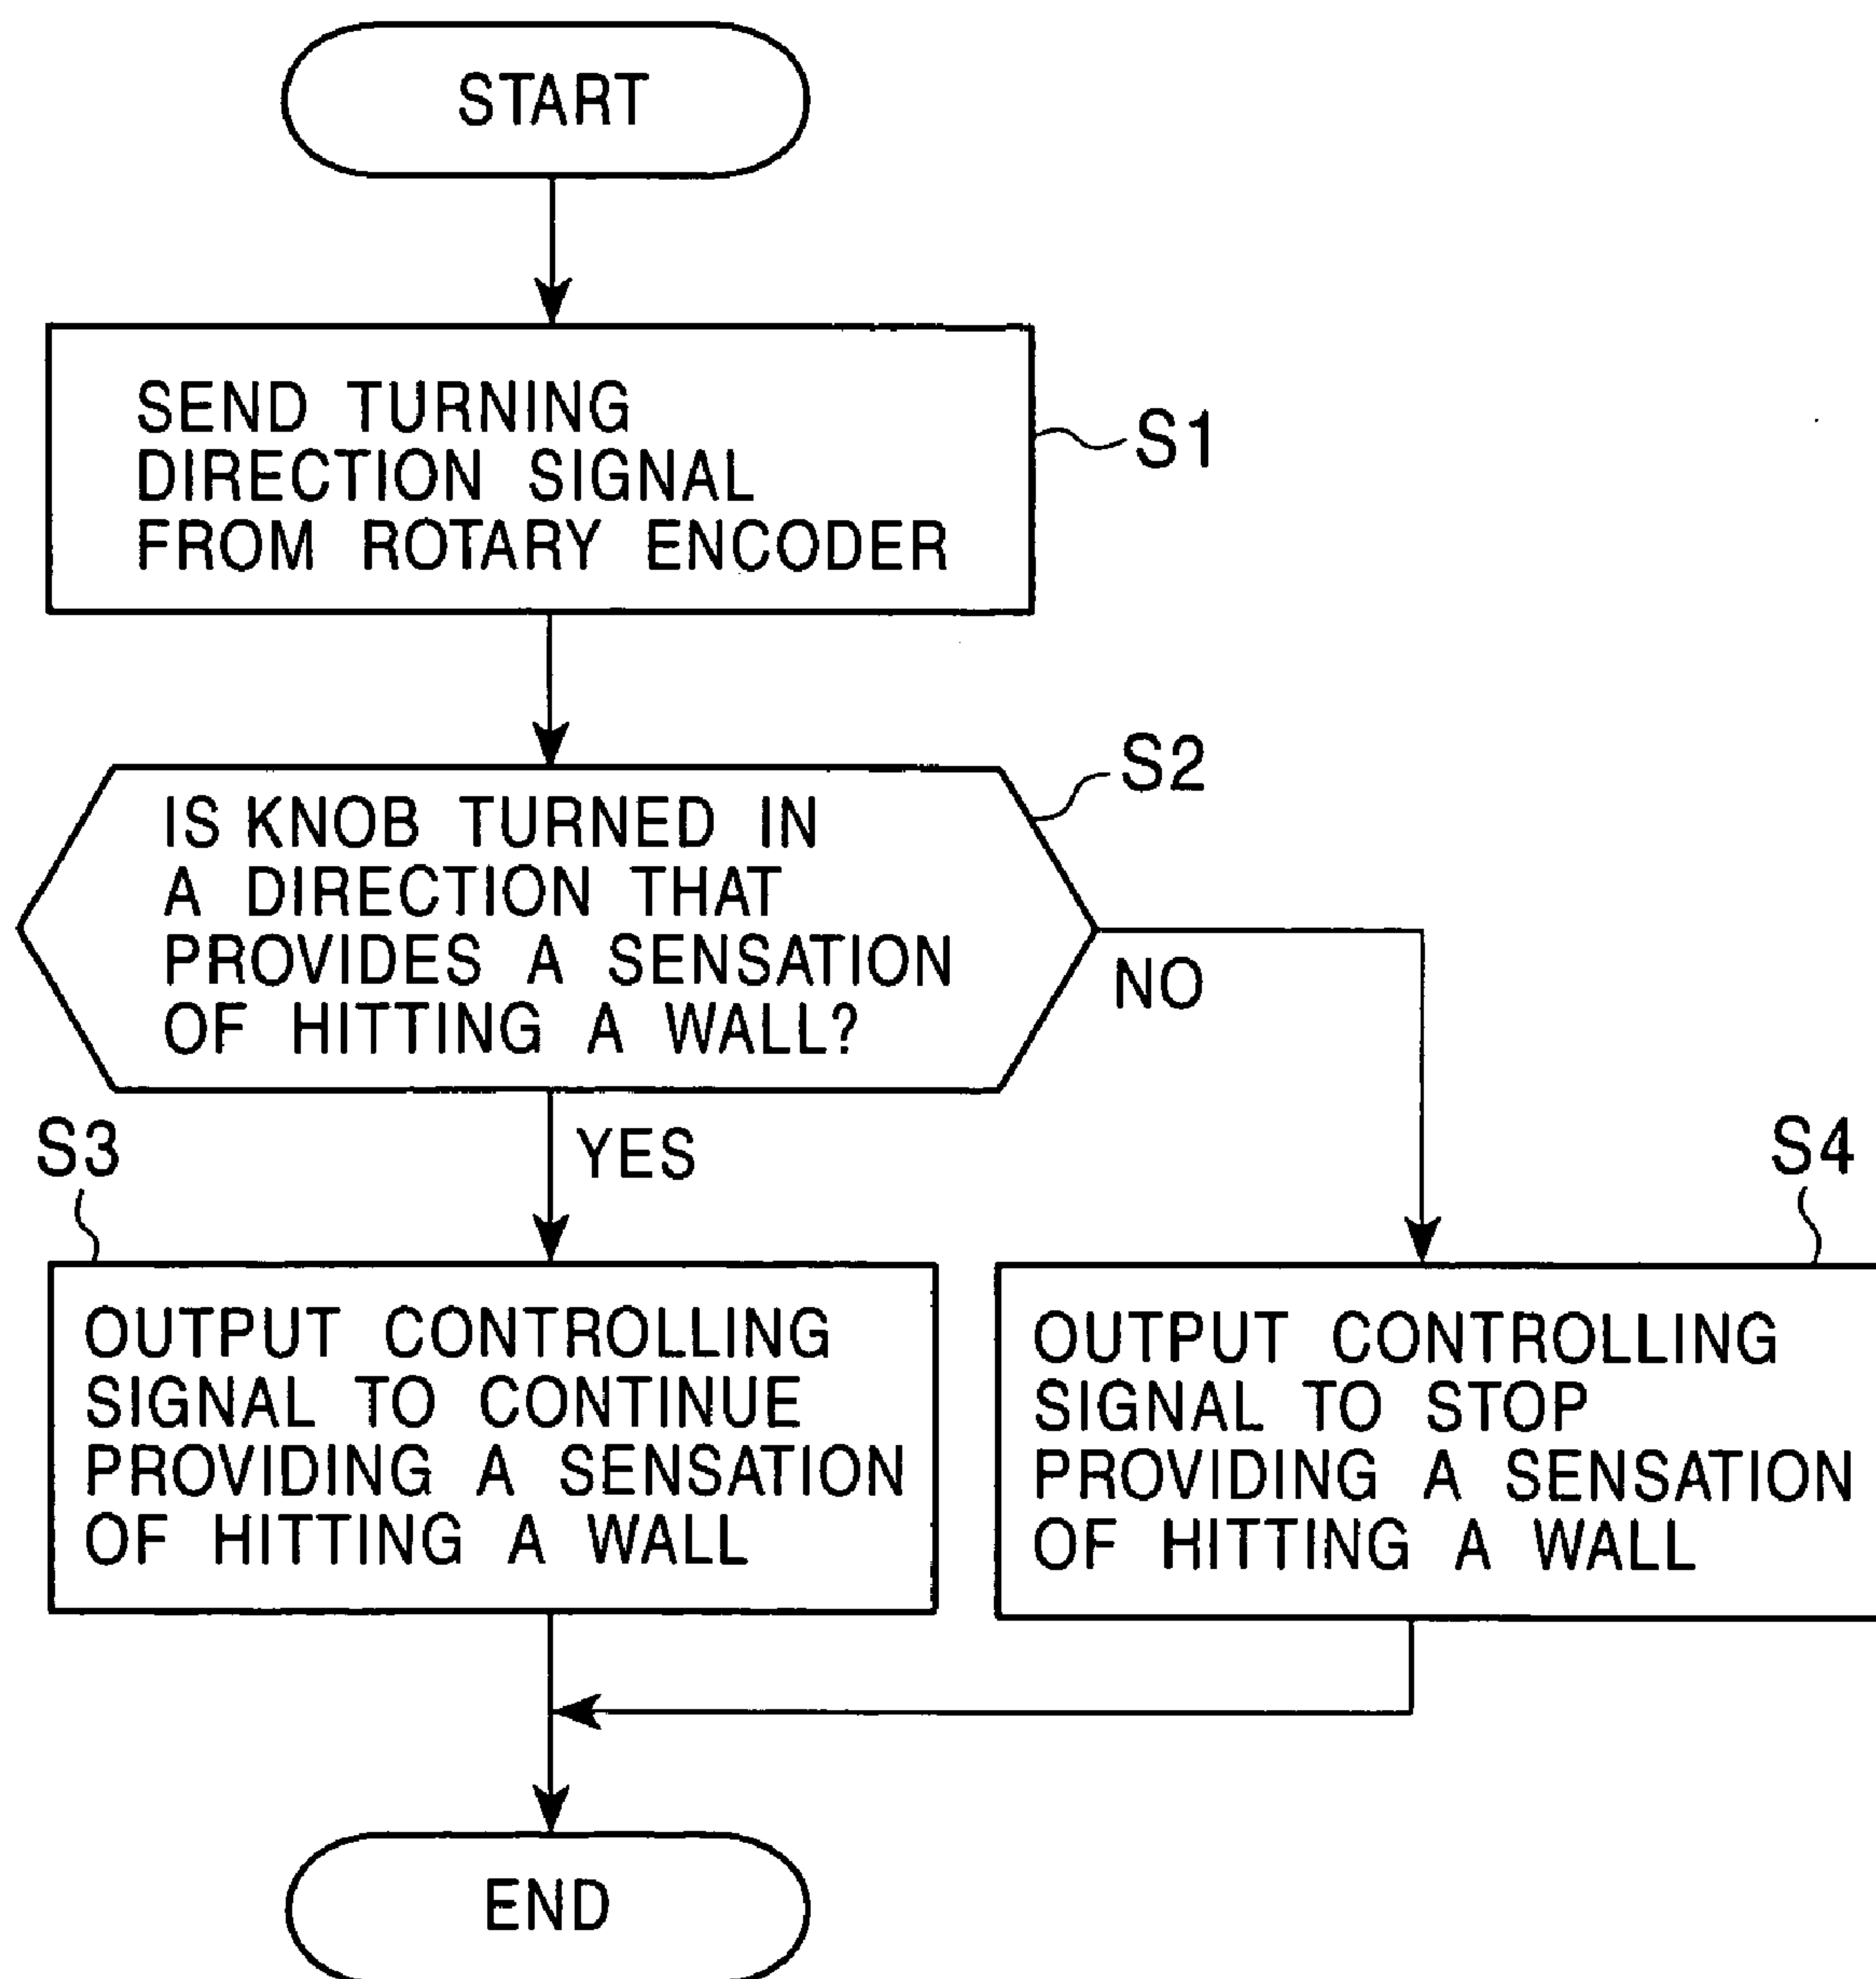 START
SEND TURNING
DIRECTION SIGNAL
FROM ROTARY ENCODER
S1
S2
IS KNOB TURNED IN
A DIRECTION THAT
PROVIDES A SENSATION
OF HITTING A WALL?
NO
YES
S3
OUTPUT CONTROLLING
SIGNAL TO CONTINUE
PROVIDING A SENSATION
OF HITTING A WALL
S4
OUTPUT CONTROLLING
SIGNAL TO STOP
PROVIDING A SENSATION
OF HITTING A WALL
END